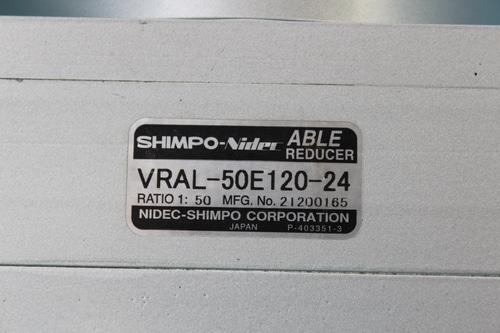 SHIMPO-Nidec ABLE
REDUCER
VRAL-50E120-24
RATIO 1: 50 MFG. No. 21200165
NIDEC-SHIMPO CORPORATION
JAPAN P-403351-3